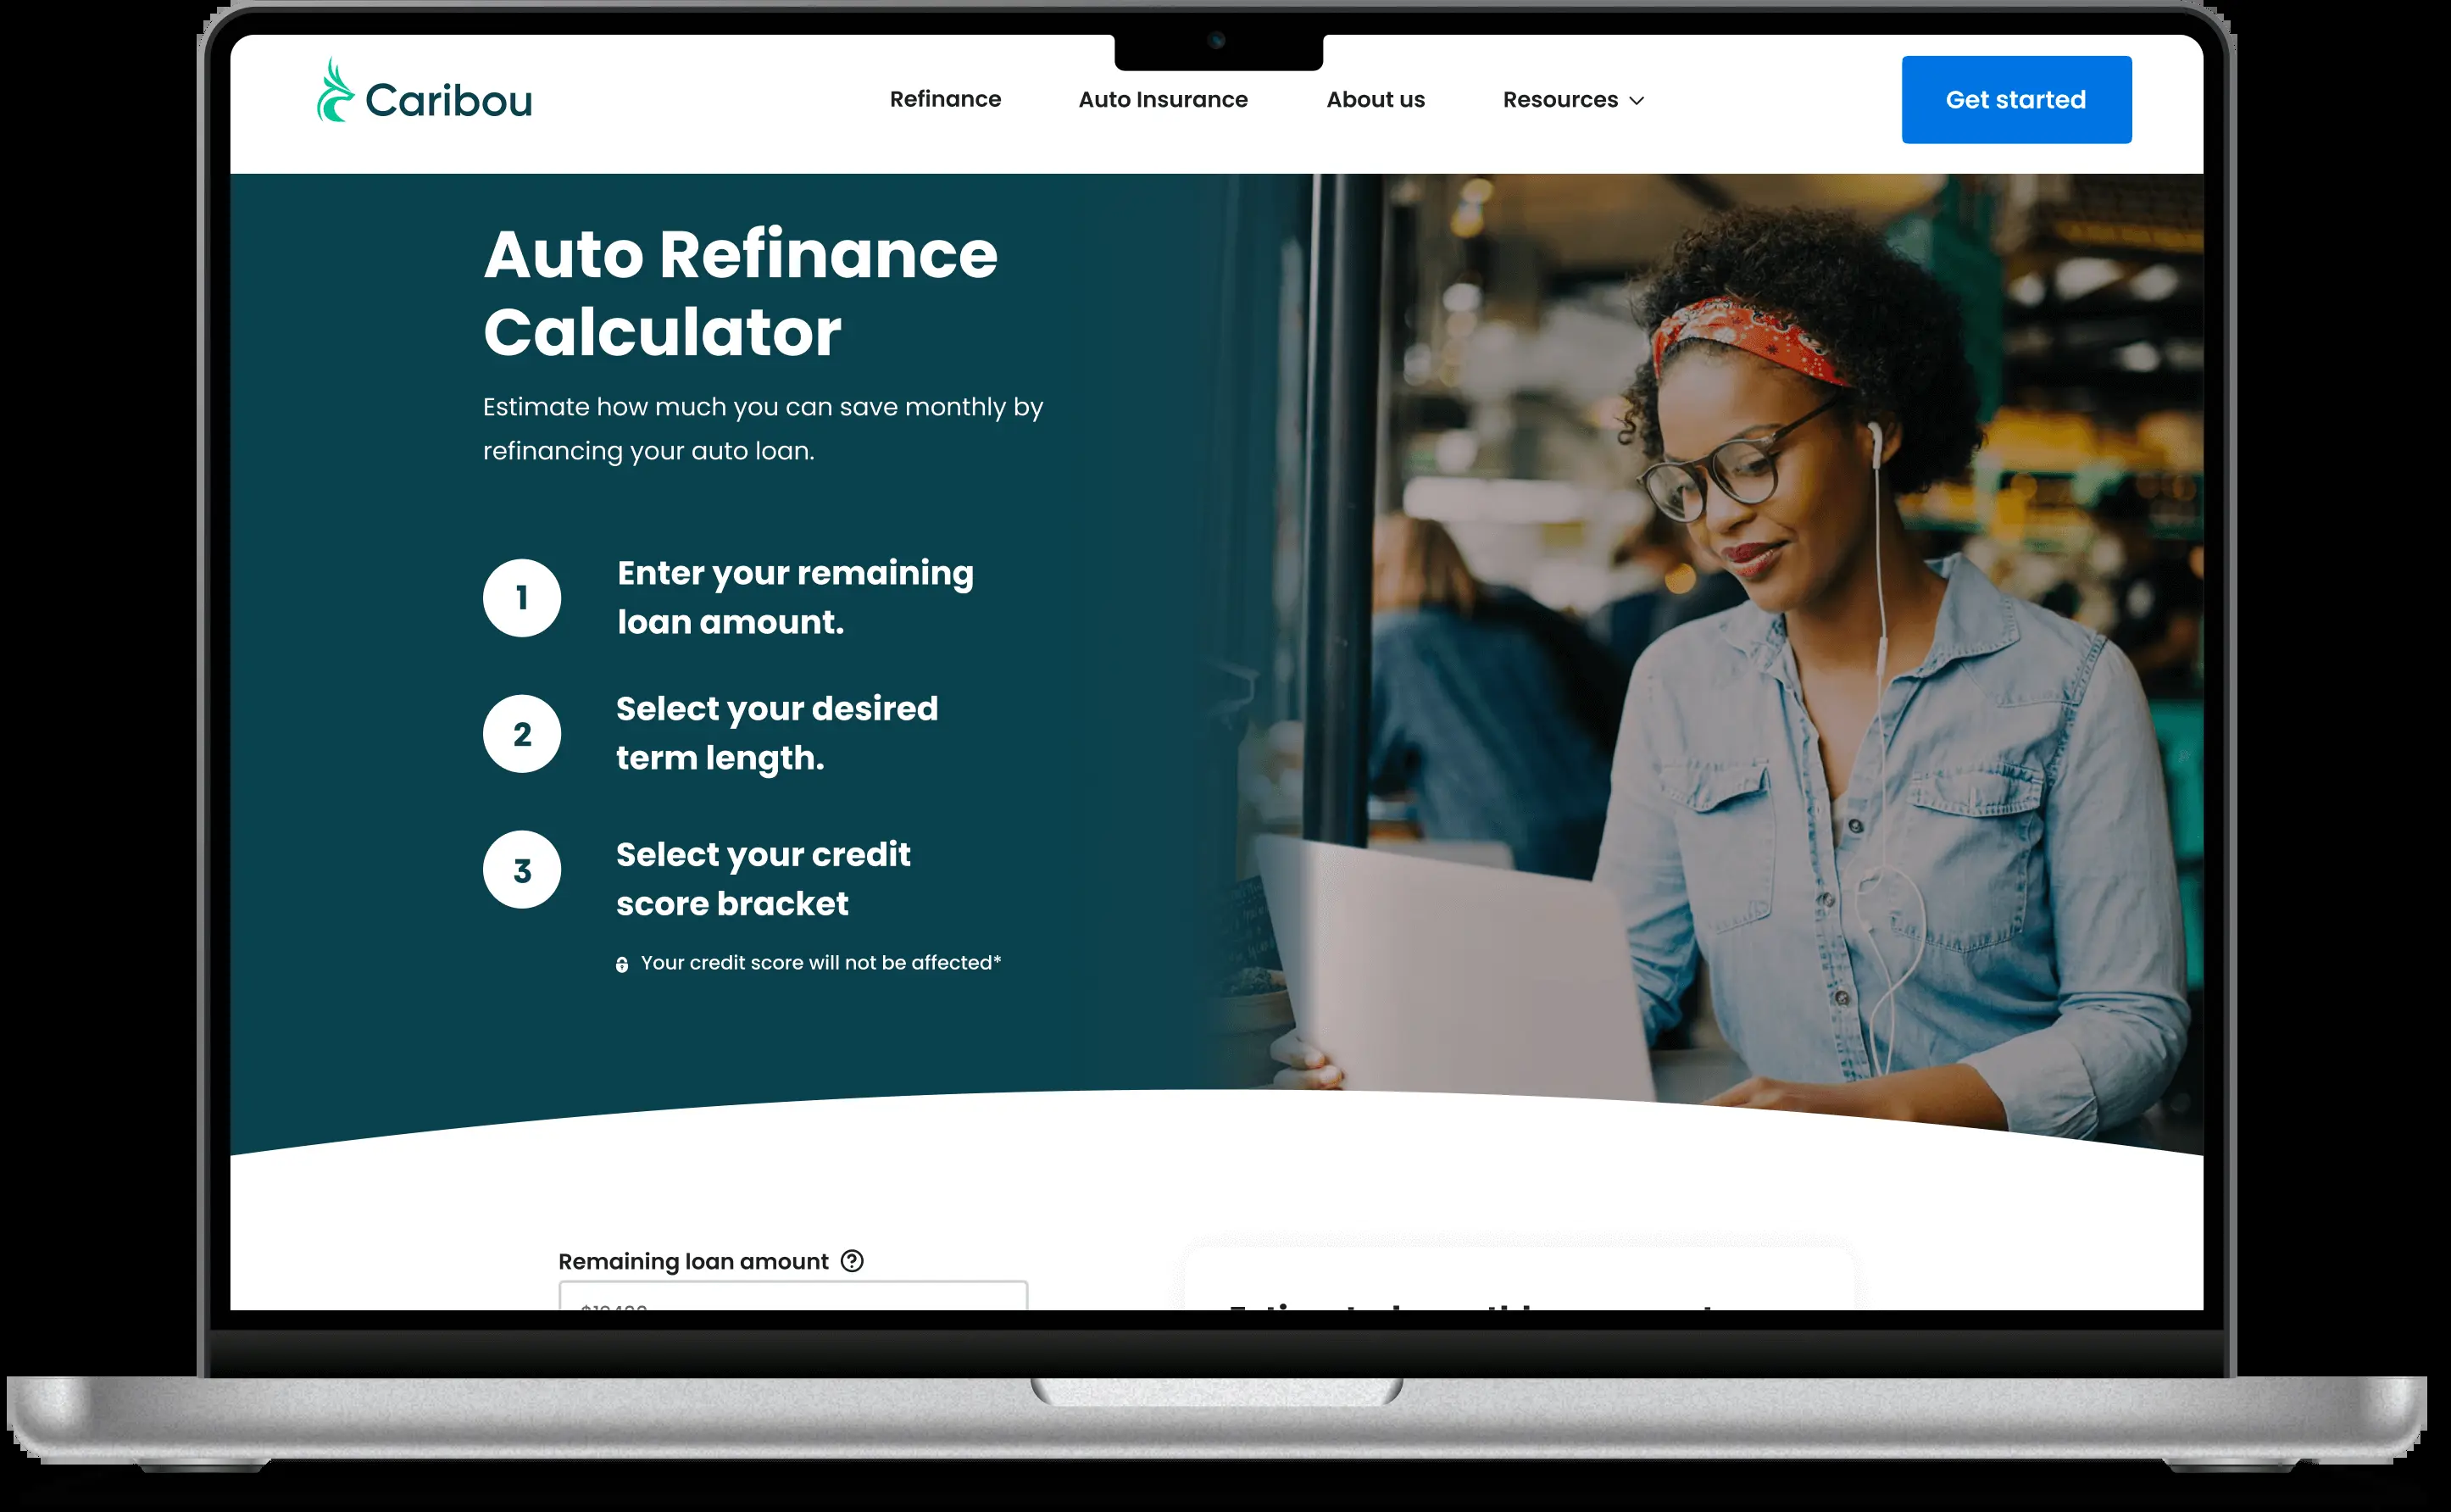 Caribou
Refinance
Auto Insurance
About us
Resources
Get started
Auto Refinance
Calculator
Estimate how much you can save monthly by
refinancing your auto loan.
1
Enter your remaining
loan amount.
2
Select your desired
term length.
3
Select your credit
score bracket
Your credit score will not be affected*
Remaining loan amount